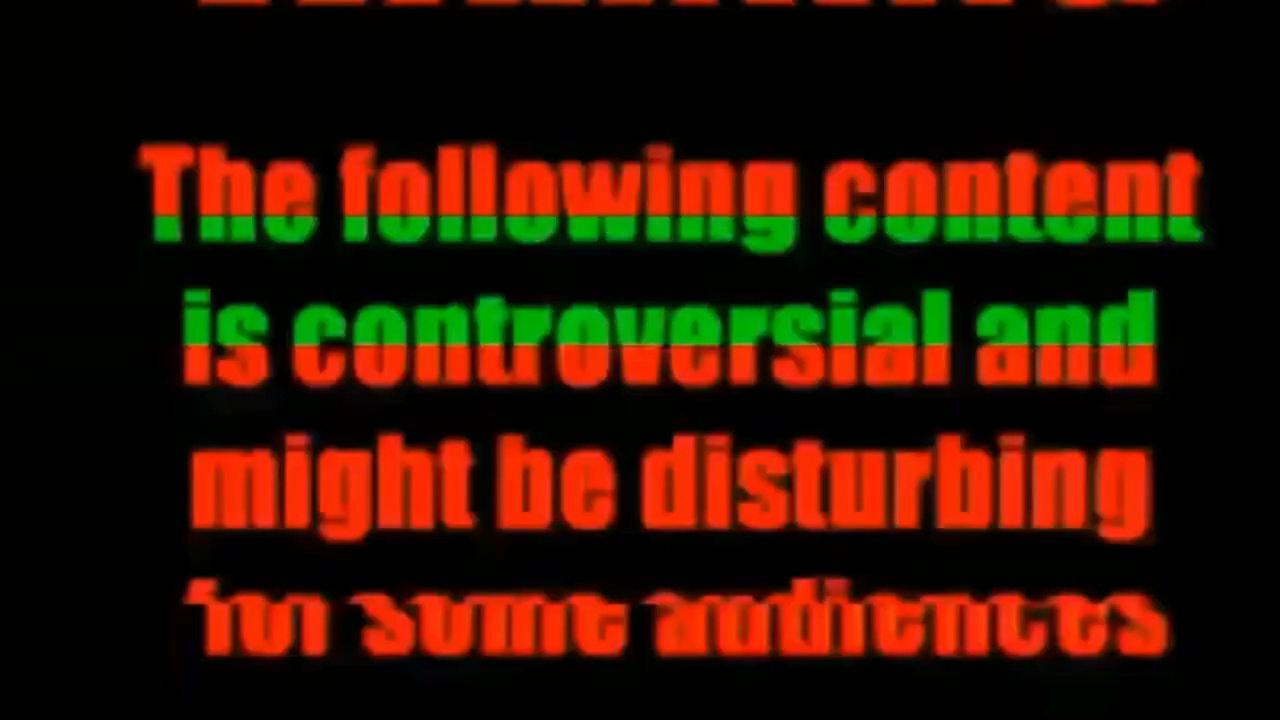 The following content
is controversial and
might be disturbing
for some audiences